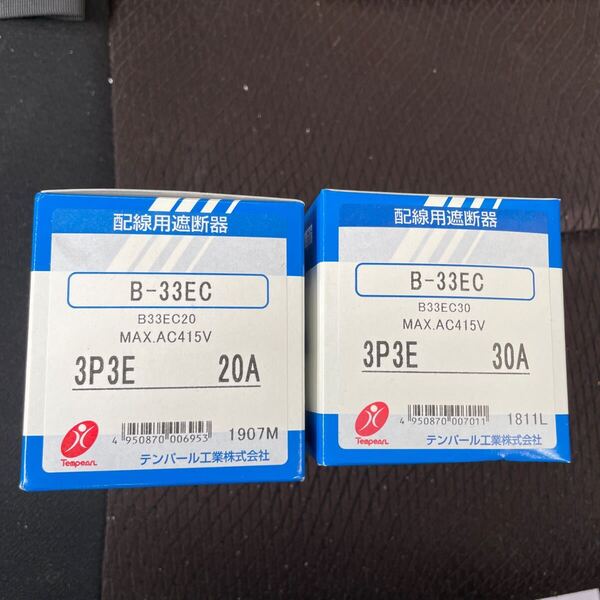 配線用遮断器
B-33EC
B33EC20
MAX.AC415V
3P3E 20A
4 950870 006953
1907M
Tempearl
テンパール工業株式会社
配線用遮断器
B-33EC
B33EC30
MAX.AC415V
3P3E 30A
4 950870 007011
1811L
Tempearl
テンパール工業株式会社